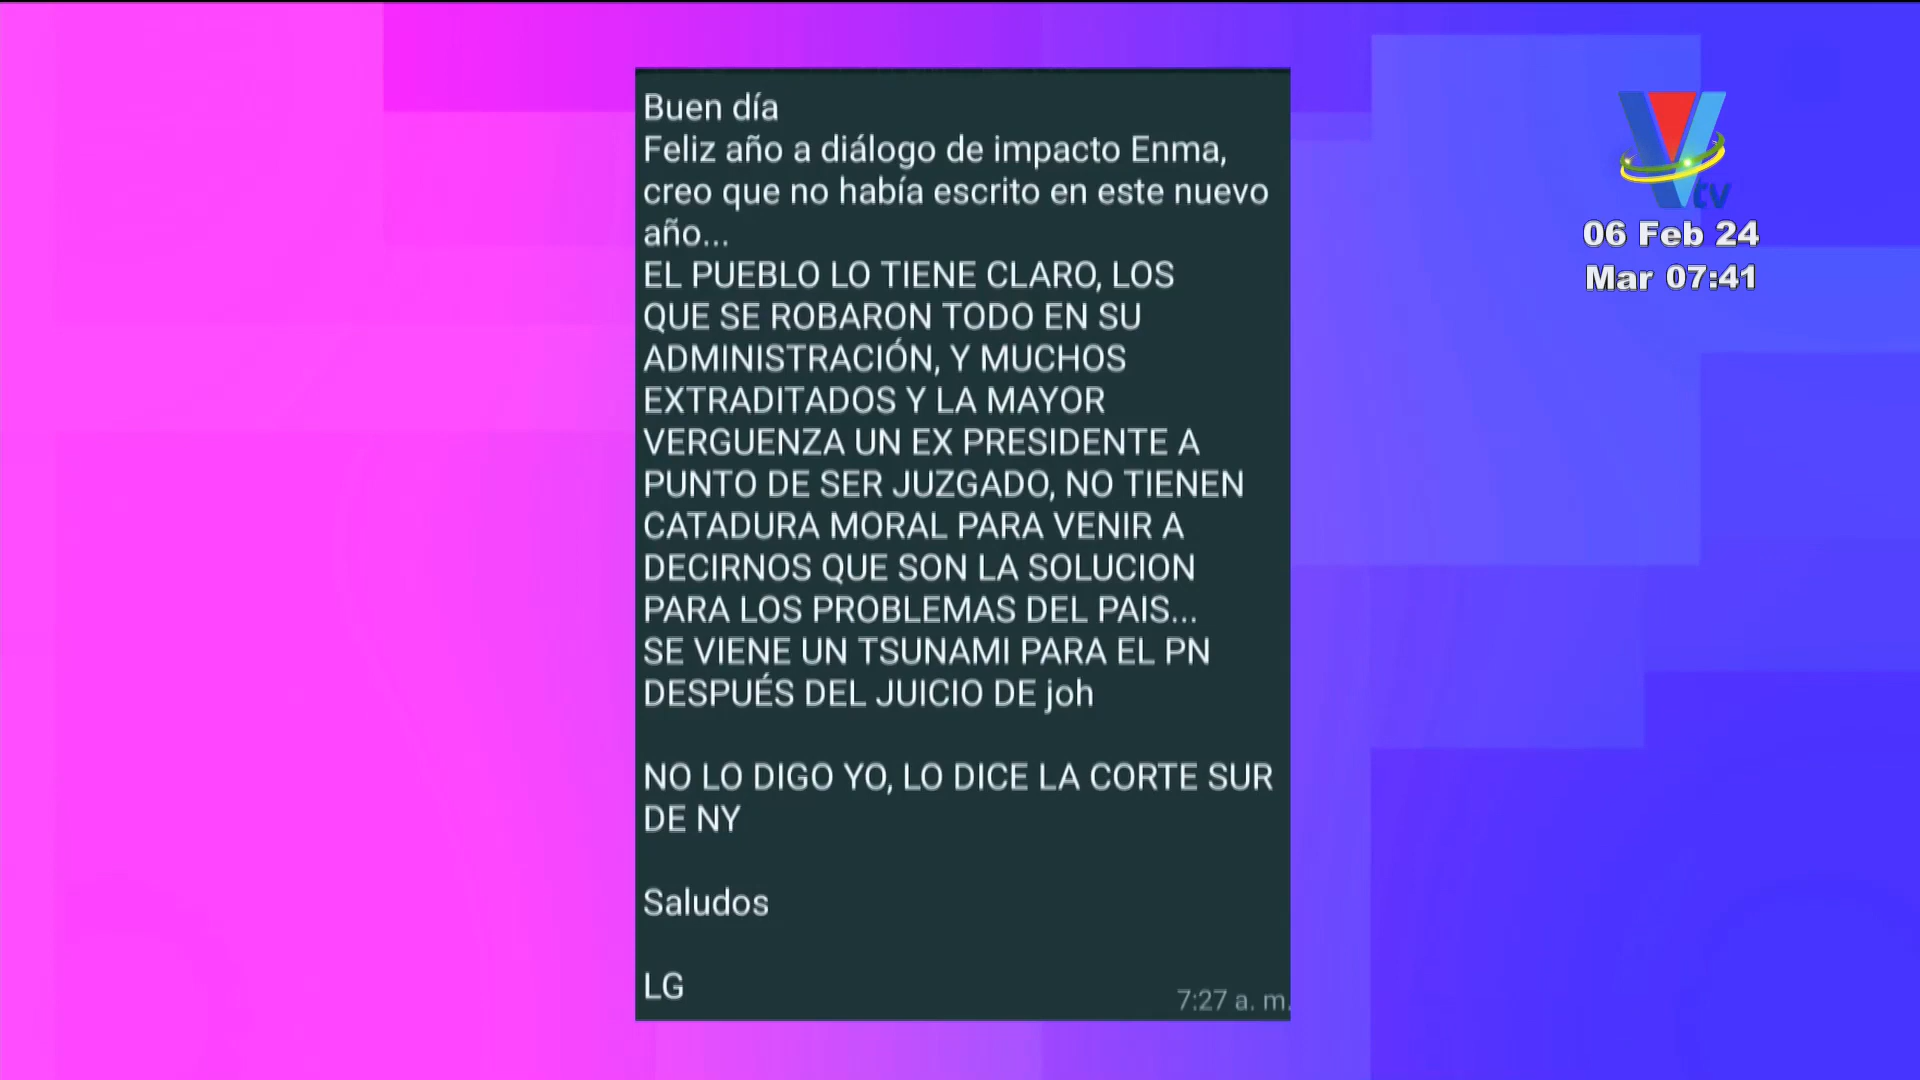 Buen día
Feliz año a diálogo de impacto Enma,
creo que no había escrito en este nuevo
año...
EL PUEBLO LO TIENE CLARO, LOS
QUE SE ROBARON TODO EN SU
ADMINISTRACIÓN, Y MUCHOS
EXTRADITADOS Y LA MAYOR
VERGUENZA UN EX PRESIDENTE A
PUNTO DE SER JUZGADO, NO TIENEN
CATADURA MORAL PARA VENIR A
DECIRNOS QUE SON LA SOLUCION
PARA LOS PROBLEMAS DEL PAIS...
SE VIENE UN TSUNAMI PARA EL PN
DESPUÉS DEL JUICIO DE joh
NO LO DIGO YO, LO DICE LA CORTE SUR
DE NY
Saludos
LG
7:27 a. m.
Vtv
06 Feb 24
Mar 07:41